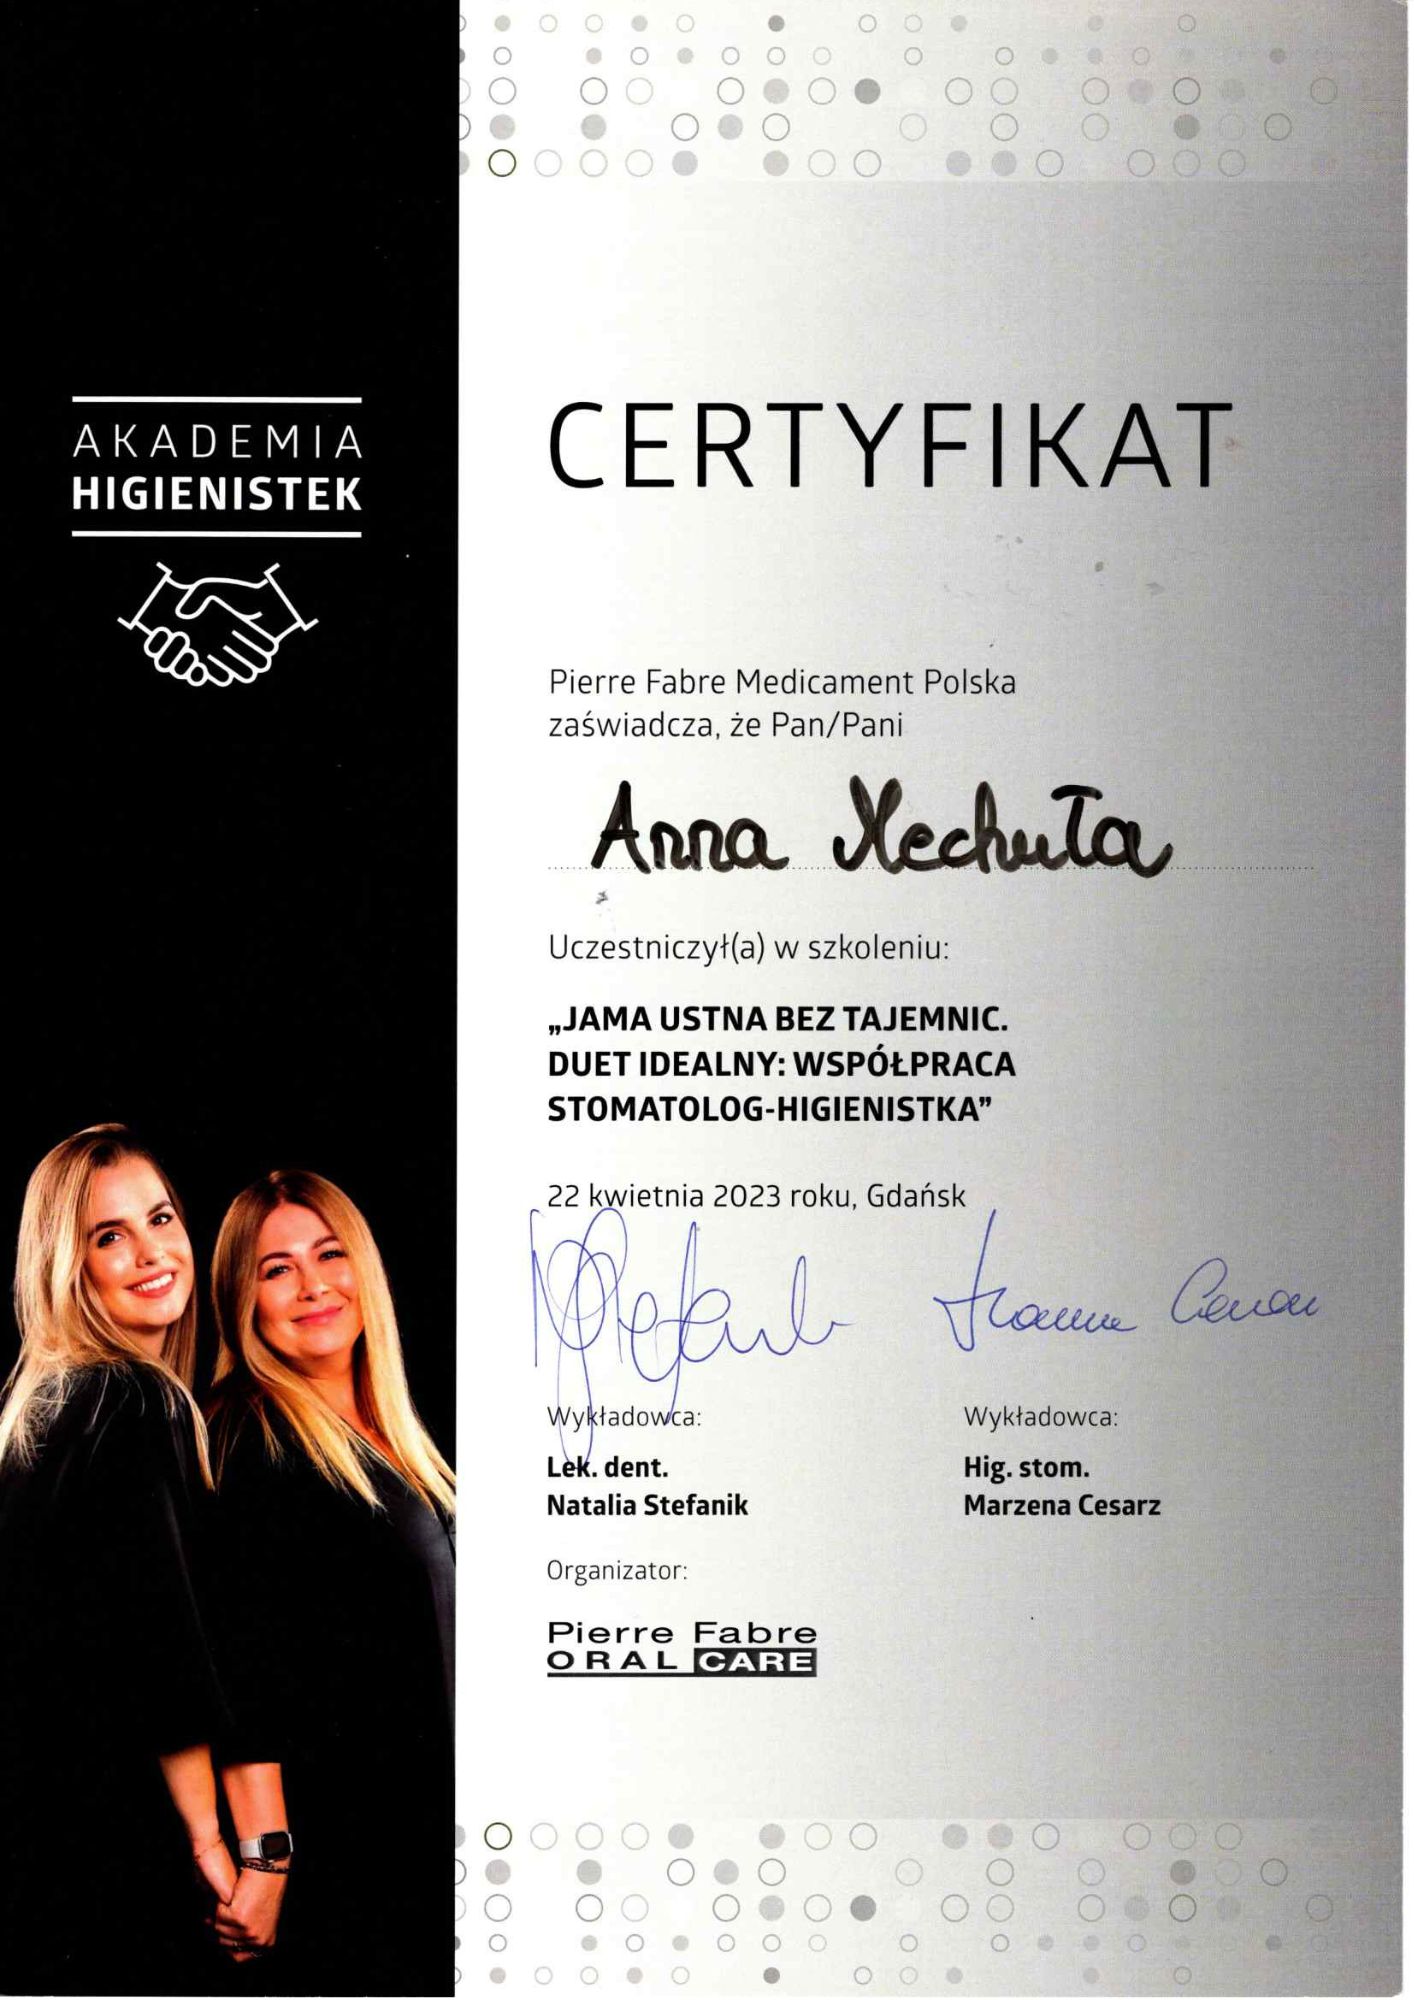 AKADEMIA
HIGIENISTEK
CERTYFIKAT
Pierre Fabre Medicament Polska
zaświadcza, że Pan/Pani
Anna Mechuła
Uczestniczył(a) w szkoleniu:
„JAMA USTNA BEZ TAJEMNIC.
DUET IDEALNY: WSPÓŁPRACA
STOMATOLOG-HIGIENISTKA”
22 kwietnia 2023 roku, Gdańsk
Wykładowca:
Lek. dent.
Natalia Stefanik
Wykładowca:
Hig. stom.
Marzena Cesarz
Organizator:
Pierre Fabre
ORAL CARE